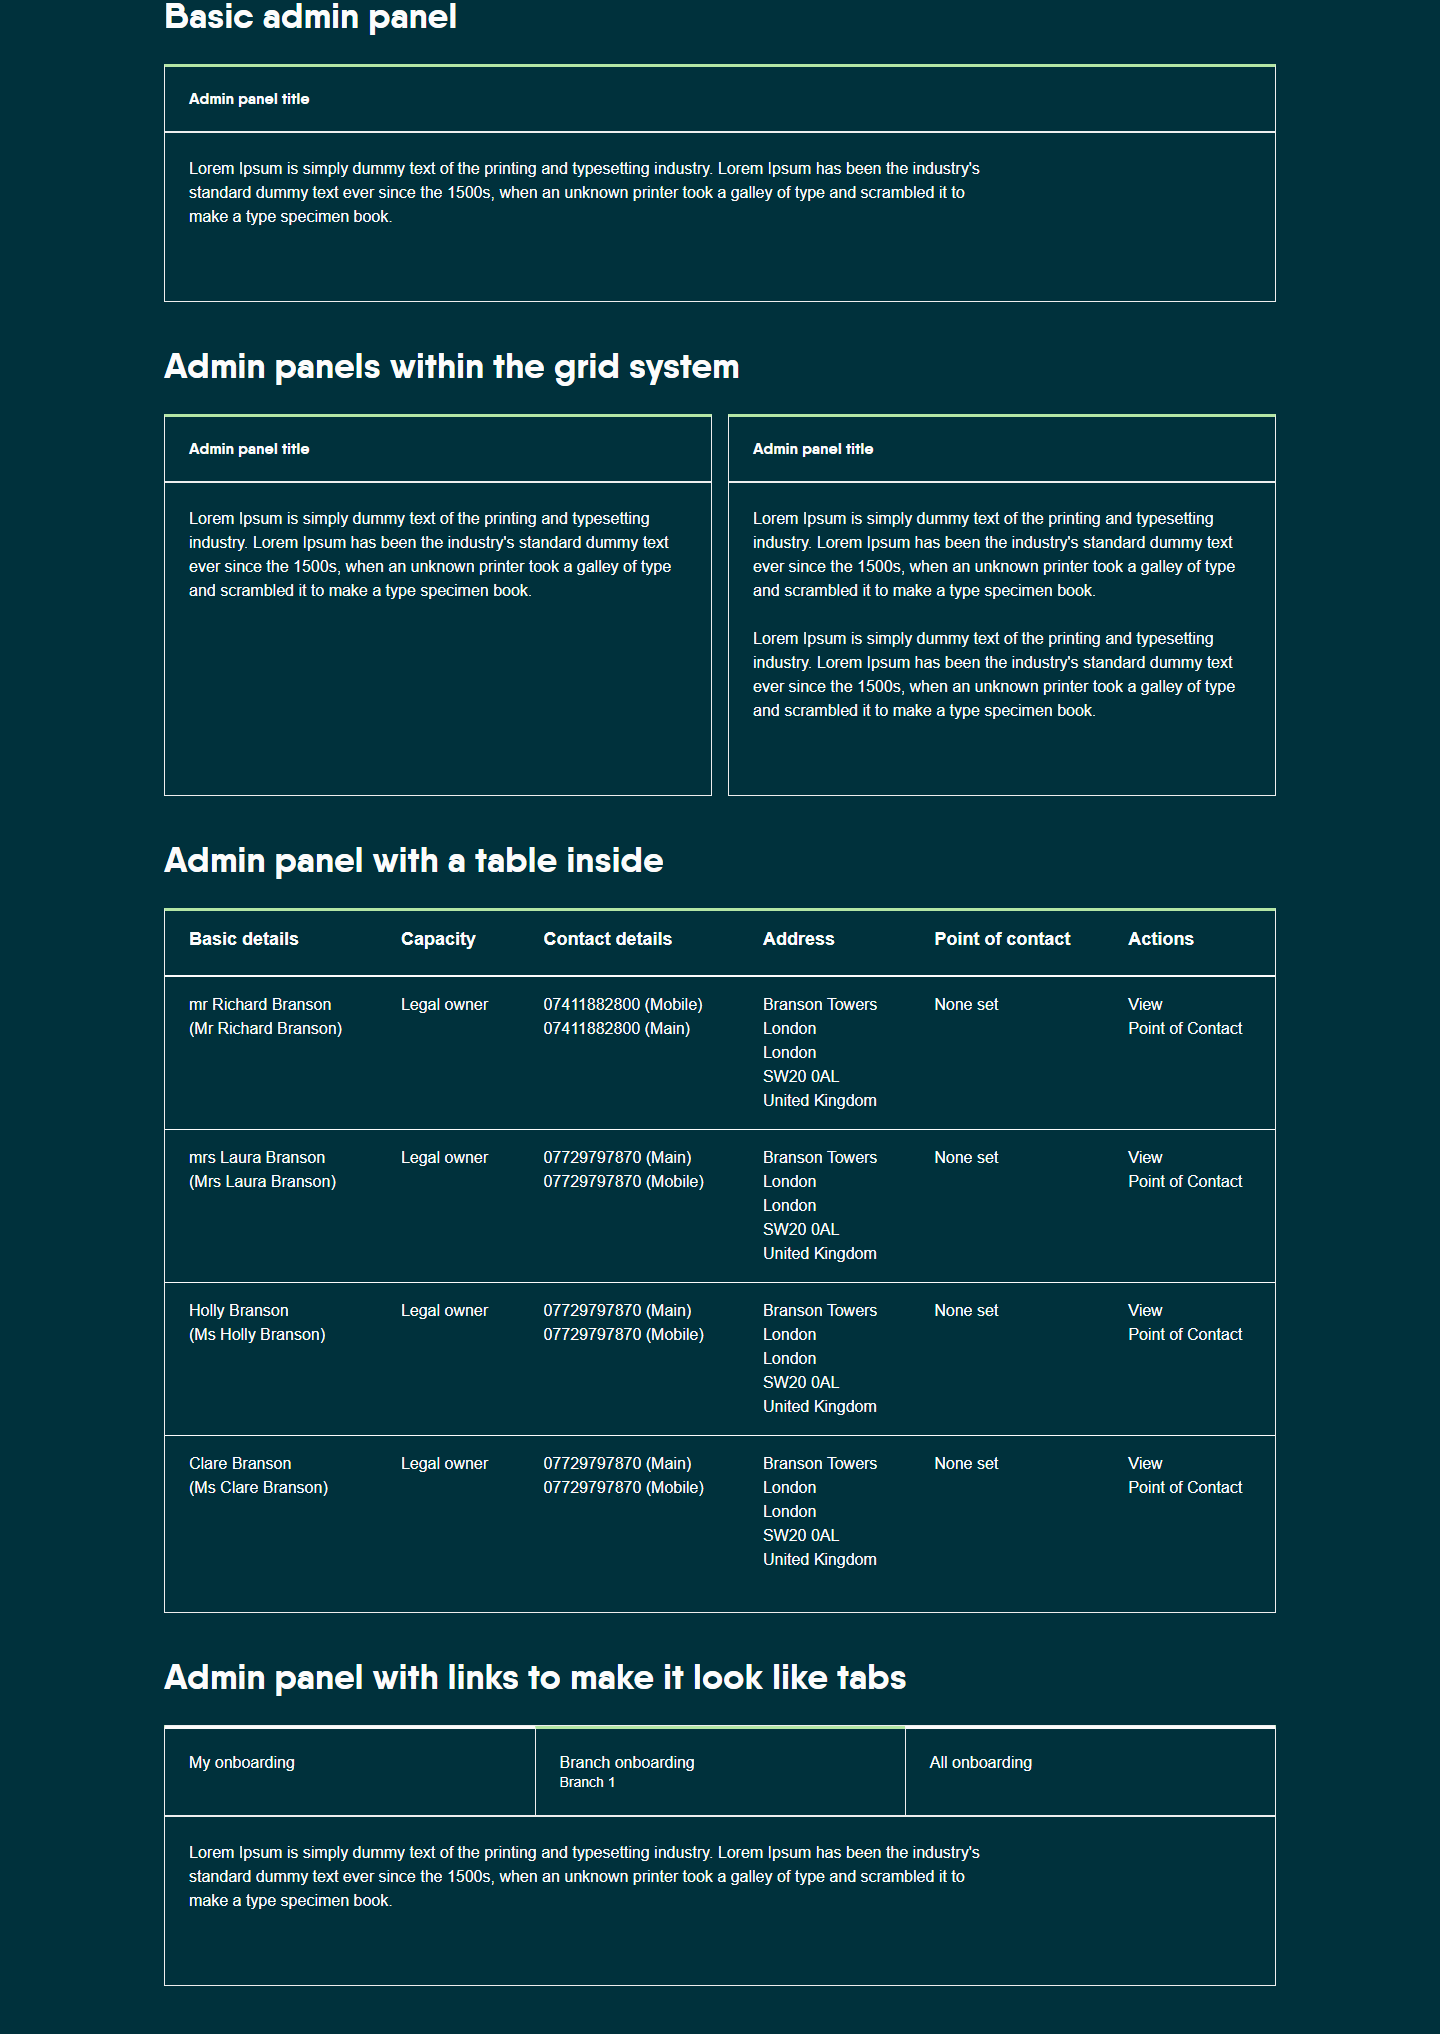 Basic admin panel
Admin panel title
Lorem Ipsum is simply dummy text of the printing and typesetting industry. Lorem Ipsum has been the industry's
standard dummy text ever since the 1500s, when an unknown printer took a galley of type and scrambled it to
make a type specimen book.
Admin panels within the grid system
Admin panel title
Lorem Ipsum is simply dummy text of the printing and typesetting
industry. Lorem Ipsum has been the industry's standard dummy text
ever since the 1500s, when an unknown printer took a galley of type
and scrambled it to make a type specimen book.
Admin panel title
Lorem Ipsum is simply dummy text of the printing and typesetting
industry. Lorem Ipsum has been the industry's standard dummy text
ever since the 1500s, when an unknown printer took a galley of type
and scrambled it to make a type specimen book.
Lorem Ipsum is simply dummy text of the printing and typesetting
industry. Lorem Ipsum has been the industry's standard dummy text
ever since the 1500s, when an unknown printer took a galley of type
and scrambled it to make a type specimen book.
Admin panel with a table inside
Basic details Capacity Contact details Address Point of contact Actions
mr Richard Branson Legal owner 07411882800 (Mobile) Branson Towers None set View
(Mr Richard Branson) 07411882800 (Main) London Point of Contact
London
SW20 0AL
United Kingdom
mrs Laura Branson Legal owner 07729797870 (Main) Branson Towers None set View
(Mrs Laura Branson) 07729797870 (Mobile) London Point of Contact
London
SW20 0AL
United Kingdom
Holly Branson Legal owner 07729797870 (Main) Branson Towers None set View
(Ms Holly Branson) 07729797870 (Mobile) London Point of Contact
London
SW20 0AL
United Kingdom
Clare Branson Legal owner 07729797870 (Main) Branson Towers None set View
(Ms Clare Branson) 07729797870 (Mobile) London Point of Contact
London
SW20 0AL
United Kingdom
Admin panel with links to make it look like tabs
My onboarding Branch onboarding All onboarding
Branch 1
Lorem Ipsum is simply dummy text of the printing and typesetting industry. Lorem Ipsum has been the industry's
standard dummy text ever since the 1500s, when an unknown printer took a galley of type and scrambled it to
make a type specimen book.